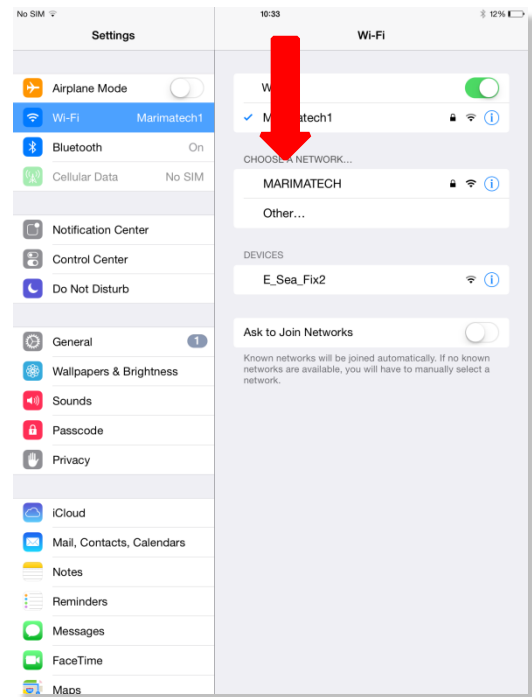 No SIM 10:33 12%
Settings
Wi-Fi
Airplane Mode
Wi-Fi Marimatech1
Bluetooth On
Cellular Data No SIM
Notification Center
Control Center
Do Not Disturb
General 1
Wallpapers & Brightness
Sounds
Passcode
Privacy
iCloud
Mail, Contacts, Calendars
Notes
Reminders
Messages
FaceTime
Maps
Marimatech1
CHOOSE A NETWORK...
MARIMATECH
Other...
DEVICES
E_Sea_Fix2
Ask to Join Networks
Known networks will be joined automatically. If no known
networks are available, you will have to manually select a
network.